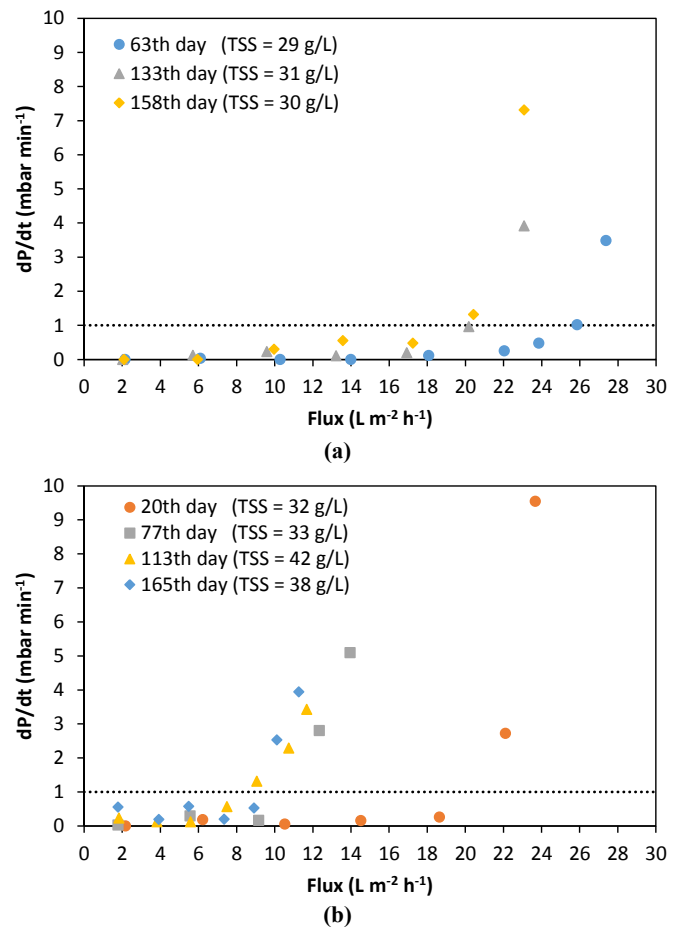 10
9
8
7
6
5
4
3
2
1
0
dP/dt (mbar min⁻¹)
63th day (TSS = 29 g/L)
133th day (TSS = 31 g/L)
158th day (TSS = 30 g/L)
0 2 4 6 8 10 12 14 16 18 20 22 24 26 28 30
Flux (L m⁻² h⁻¹)
(a)
10
9
8
7
6
5
4
3
2
1
0
dP/dt (mbar min⁻¹)
20th day (TSS = 32 g/L)
77th day (TSS = 33 g/L)
113th day (TSS = 42 g/L)
165th day (TSS = 38 g/L)
0 2 4 6 8 10 12 14 16 18 20 22 24 26 28 30
Flux (L m⁻² h⁻¹)
(b)